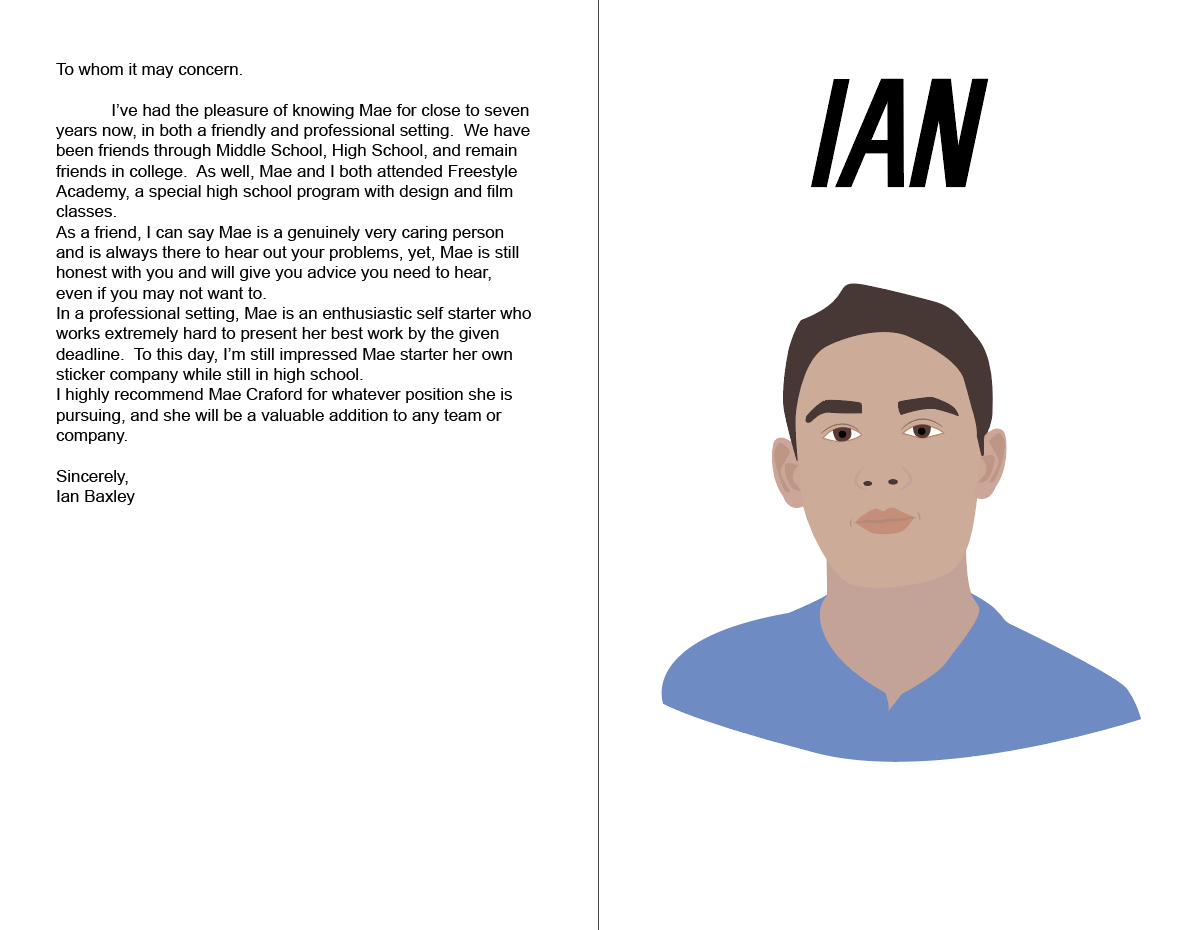 To whom it may concern.
I’ve had the pleasure of knowing Mae for close to seven
years now, in both a friendly and professional setting.  We have
been friends through Middle School, High School, and remain
friends in college.  As well, Mae and I both attended Freestyle
Academy, a special high school program with design and film
classes.
As a friend, I can say Mae is a genuinely very caring person
and is always there to hear out your problems, yet, Mae is still
honest with you and will give you advice you need to hear,
even if you may not want to.
In a professional setting, Mae is an enthusiastic self starter who
works extremely hard to present her best work by the given
deadline.  To this day, I’m still impressed Mae starter her own
sticker company while still in high school.
I highly recommend Mae Craford for whatever position she is
pursuing, and she will be a valuable addition to any team or
company.
Sincerely,
Ian Baxley
IAN